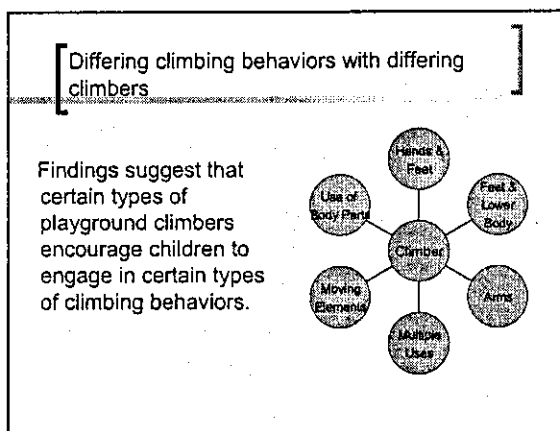 Differing climbing behaviors with differing
climbers
Findings suggest that
certain types of
playground climbers
encourage children to
engage in certain types
of climbing behaviors.
Hands &
Feet
Feet &
Lower
Body
Arms
Multiple
Uses
Moving
Elements
Use of
Body Parts
Climber